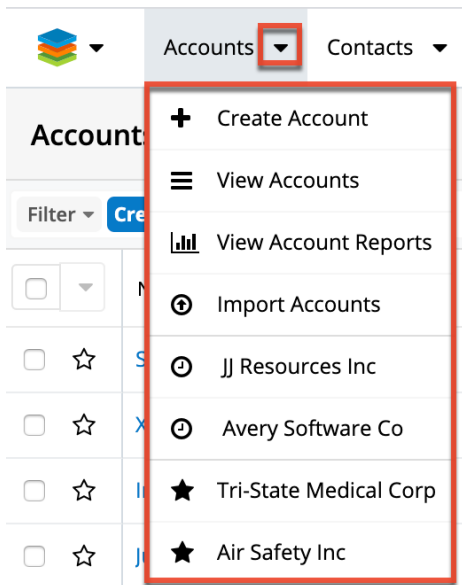 Accounts
Contacts
Create Account
View Accounts
View Account Reports
Import Accounts
JJ Resources Inc
Avery Software Co
Tri-State Medical Corp
Air Safety Inc
Filter